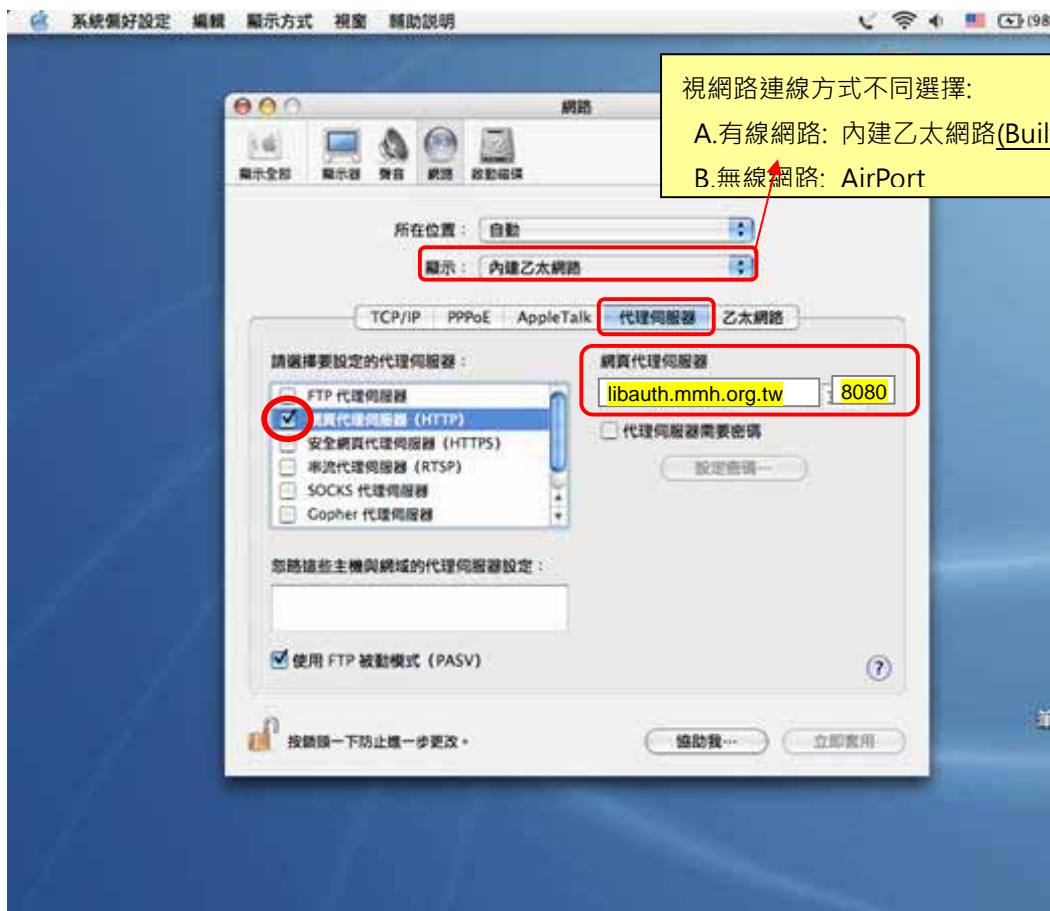 系統偏好設定 編輯 顯示方式 視窗 輔助說明 (98
視網路連線方式不同選擇:
A.有線網路: 內建乙太網路(Buil
B.無線網路: AirPort
網路
顯示全部 顯示器 聲音 網路 啟動磁碟
所在位置： 自動
顯示： 內建乙太網路
TCP/IP PPPoE AppleTalk 代理伺服器 乙太網路
請選擇要設定的代理伺服器：
FTP 代理伺服器
網頁代理伺服器 (HTTP)
安全網頁代理伺服器 (HTTPS)
串流代理伺服器 (RTSP)
SOCKS 代理伺服器
Gopher 代理伺服器
網頁代理伺服器
libauth.mmh.org.tw : 8080
代理伺服器需要密碼
設定密碼⋯
忽略這些主機與網域的代理伺服器設定：
使用 FTP 被動模式 (PASV)
?
按鎖頭一下防止進一步更改。
協助我⋯ 立即套用